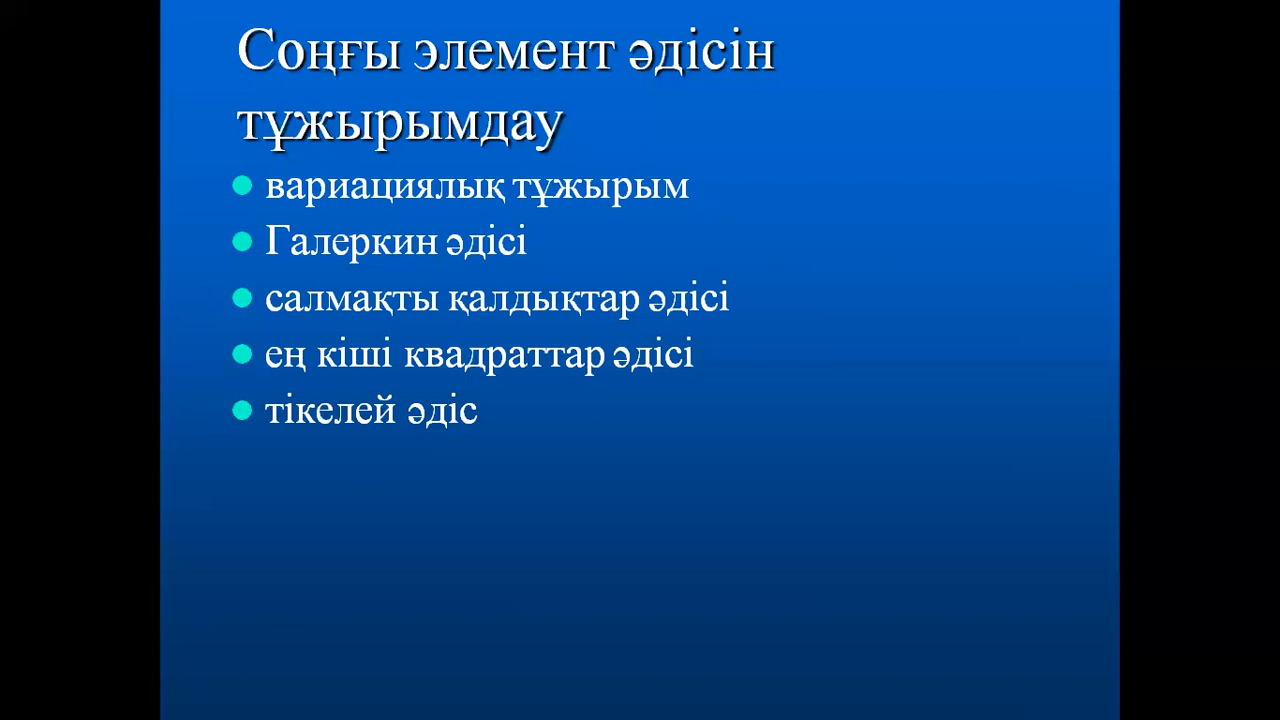 Соңғы элемент әдісін
тұжырымдау
вариациялық тұжырым
Галеркин әдісі
салмақты қалдықтар әдісі
ең кіші квадраттар әдісі
тікелей әдіс